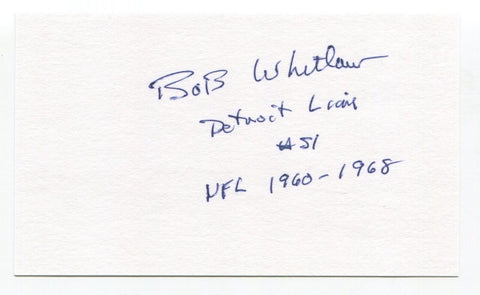 Bob Whitlow
Detroit Lions
#51
NFL 1960-1968